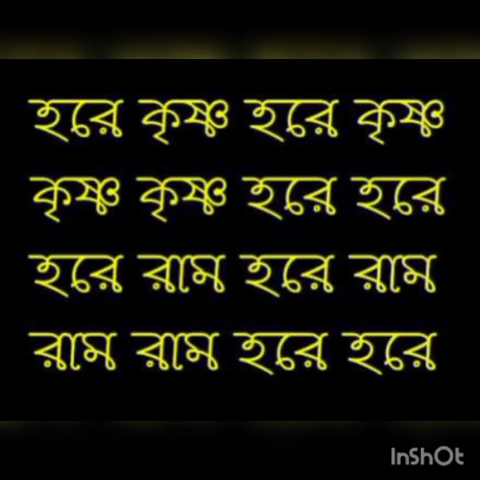 হরে কৃষ্ণ হরে কৃষ্ণ
কৃষ্ণ কৃষ্ণ হরে হরে
হরে রাম হরে রাম
রাম রাম হরে হরে
InShOt